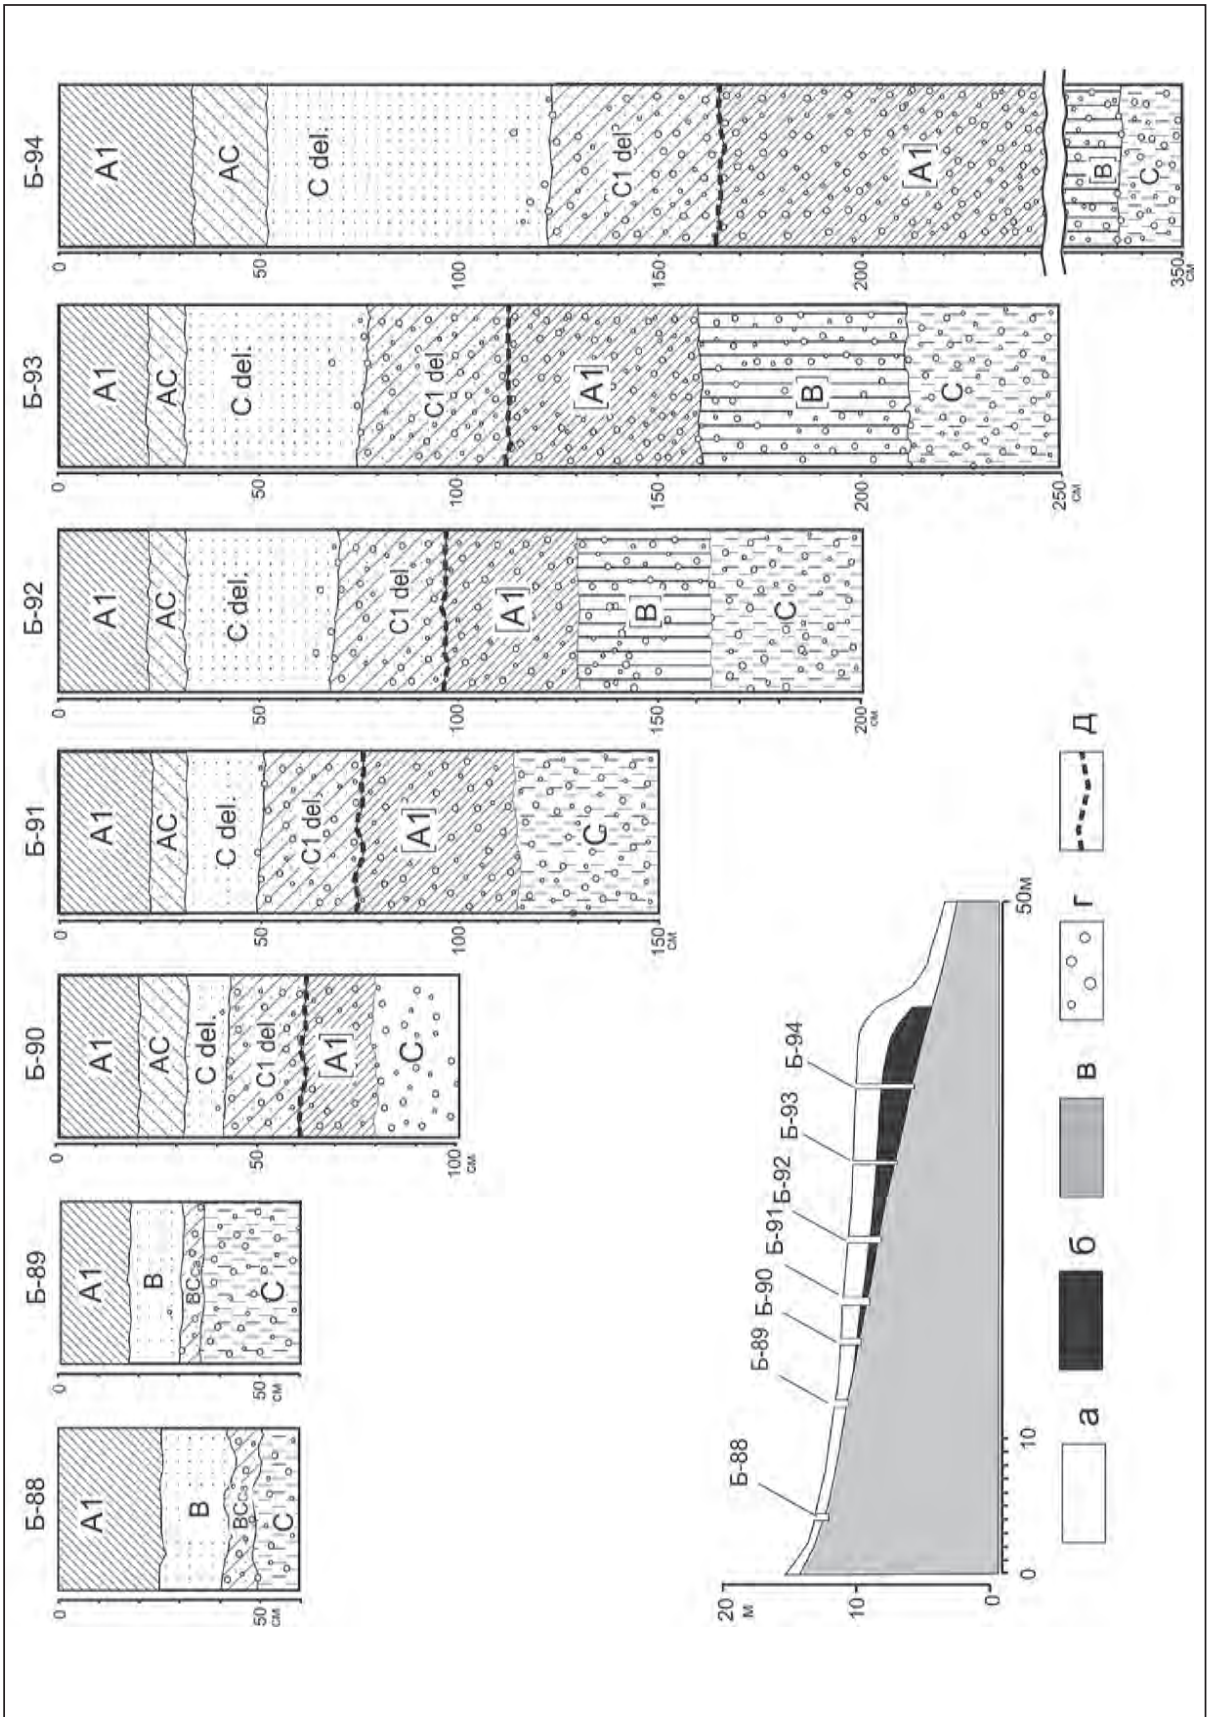 Б-88
0
50
см
A1
B
BCCa
C
Б-89
0
50
см
A1
B
BCCa
C
Б-90
0
50
100
см
A1
AC
C del.
C1 del.
[A1]
C
Б-91
0
50
100
150
см
A1
AC
C del.
C1 del.
[A1]
C
Б-92
0
50
100
150
200
см
A1
AC
C del.
C1 del.
[A1]
[B]
C
Б-93
0
50
100
150
200
250
см
A1
AC
C del.
C1 del.
[A1]
[B]
C
Б-94
0
50
100
150
200
350
см
A1
AC
C del.
C1 del?
[A1]
[B]
C
20
м
10
0
Б-88
Б-89
Б-90
Б-91
Б-92
Б-93
Б-94
0
10
50м
а
б
в
г
д